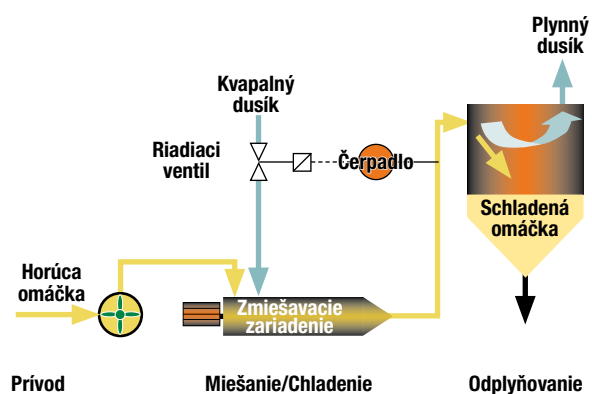 Plynný
dusík
Kvapalný
dusík
Riadiaci
ventil
Čerpadlo
Schladená
omáčka
Horúca
omáčka
Zmiešavacie
zariadenie
Prívod
Miešanie/Chladenie
Odplyňovanie